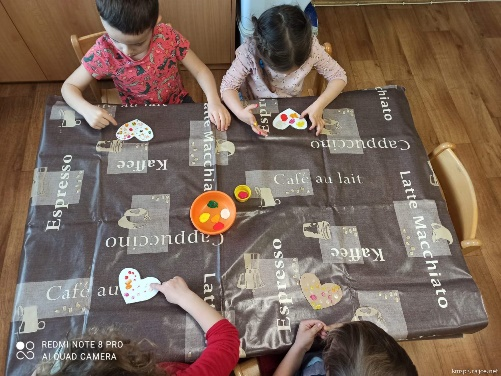 Espresso
Latte Macchiato
Espresso
Macchiato
Kaffee
Cappuccino
Café au lait
Espresso
Latte Macchiato
Cappuccino
Kaffee
Café au
Latte
Espresso
Cappuccino
REDMI NOTE 8 PRO
AI QUAD CAMERA